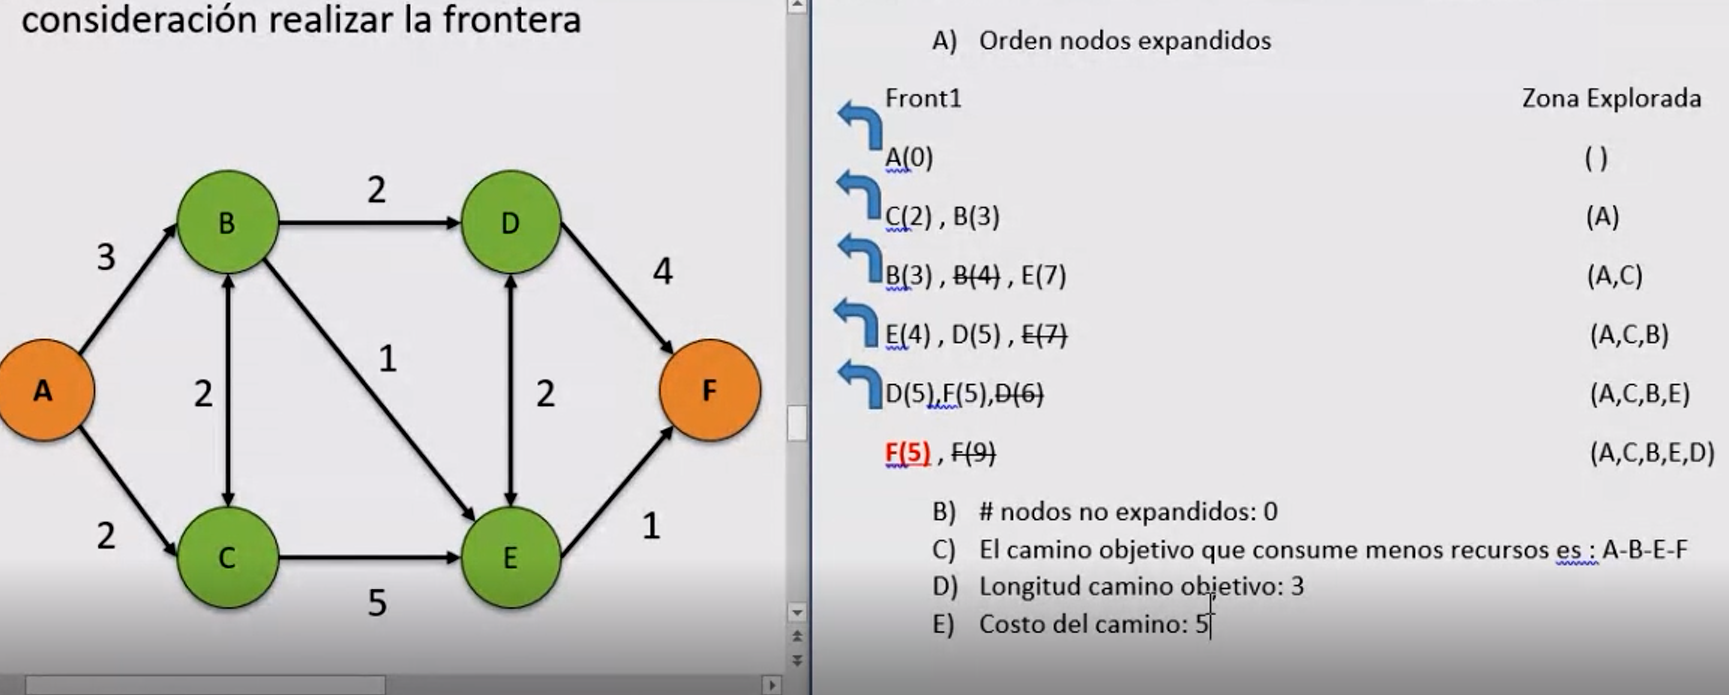 consideración realizar la frontera
3
2
2
1
2
5
4
1
A
B
C
D
E
F
A) Orden nodos expandidos
Front1 Zona Explorada
A(0) ( )
C(2) , B(3) (A)
B(3) , B(4) , E(7) (A,C)
E(4) , D(5) , E(7) (A,C,B)
D(5),F(5),D(6) (A,C,B,E)
F(5) , F(9) (A,C,B,E,D)
B) # nodos no expandidos: 0
C) El camino objetivo que consume menos recursos es : A-B-E-F
D) Longitud camino objetivo: 3
E) Costo del camino: 5